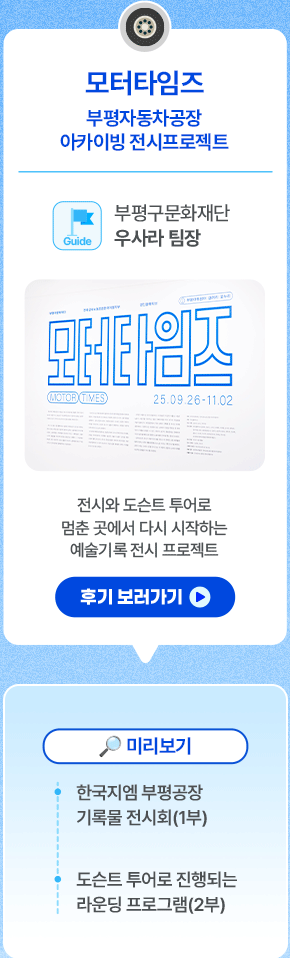 모터타임즈
부평자동차공장
아카이빙 전시프로젝트
Guide
부평구문화재단
우사라 팀장
모터타임즈
MOTOR TIMES
25.09.26-11.02
전시와 도슨트 투어로
멈춘 곳에서 다시 시작하는
예술기록 전시 프로젝트
후기 보러가기
미리보기
한국지엠 부평공장
기록물 전시회(1부)
도슨트 투어로 진행되는
라운딩 프로그램(2부)